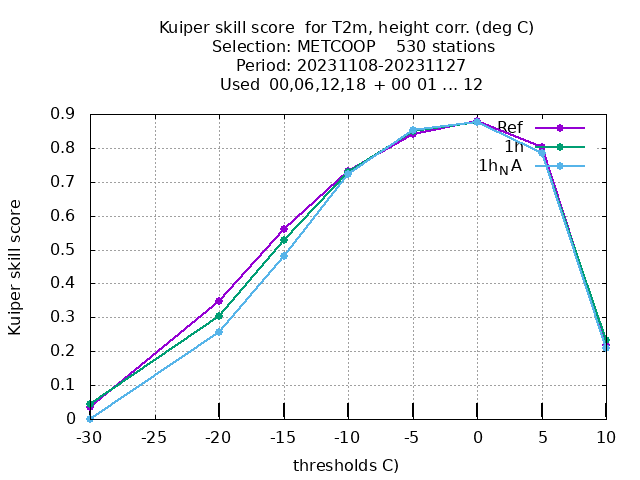 Kuiper skill score  for T2m, height corr. (deg C)
Selection: METCOOP    530 stations
Period: 20231108-20231127
Used  00,06,12,18  + 00 01 ... 12
Kuiper skill score
0.9
0.8
0.7
0.6
0.5
0.4
0.3
0.2
0.1
0
Ref
1h
1hNA
-30 -25 -20 -15 -10 -5 0 5 10
thresholds C)